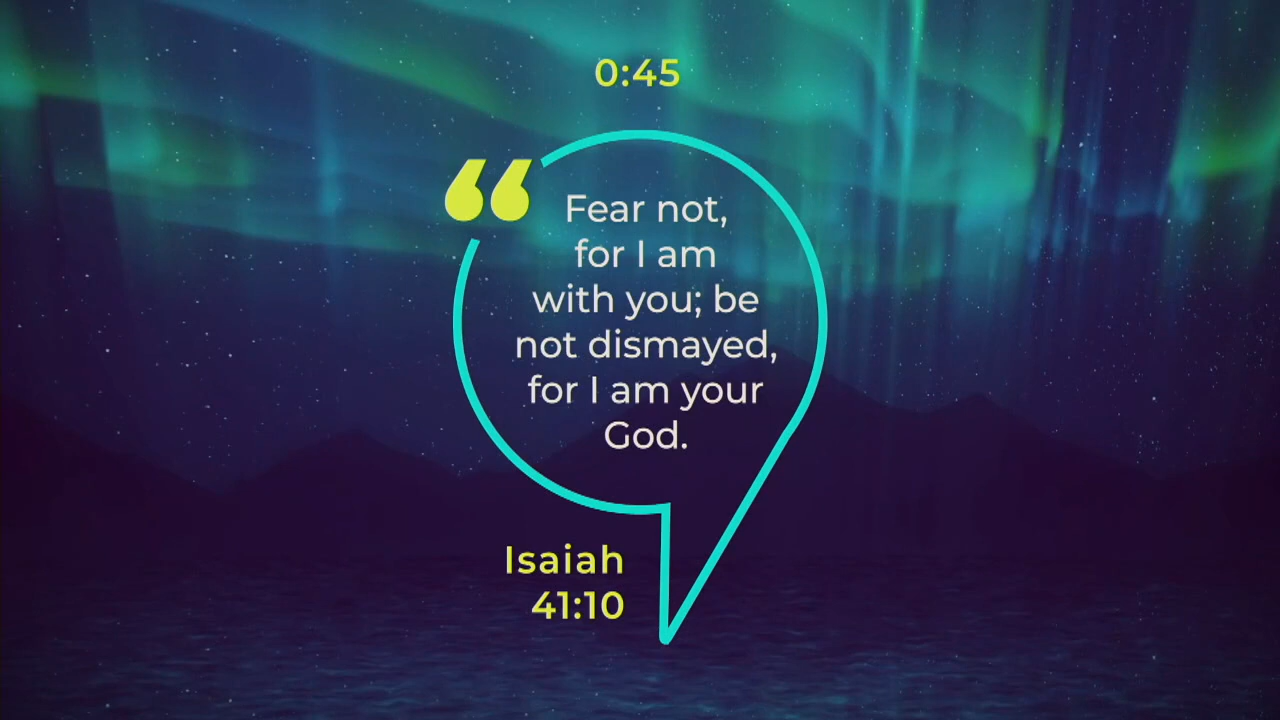 0:45
“
Fear not,
for I am
with you; be
not dismayed,
for I am your
God.
Isaiah
41:10